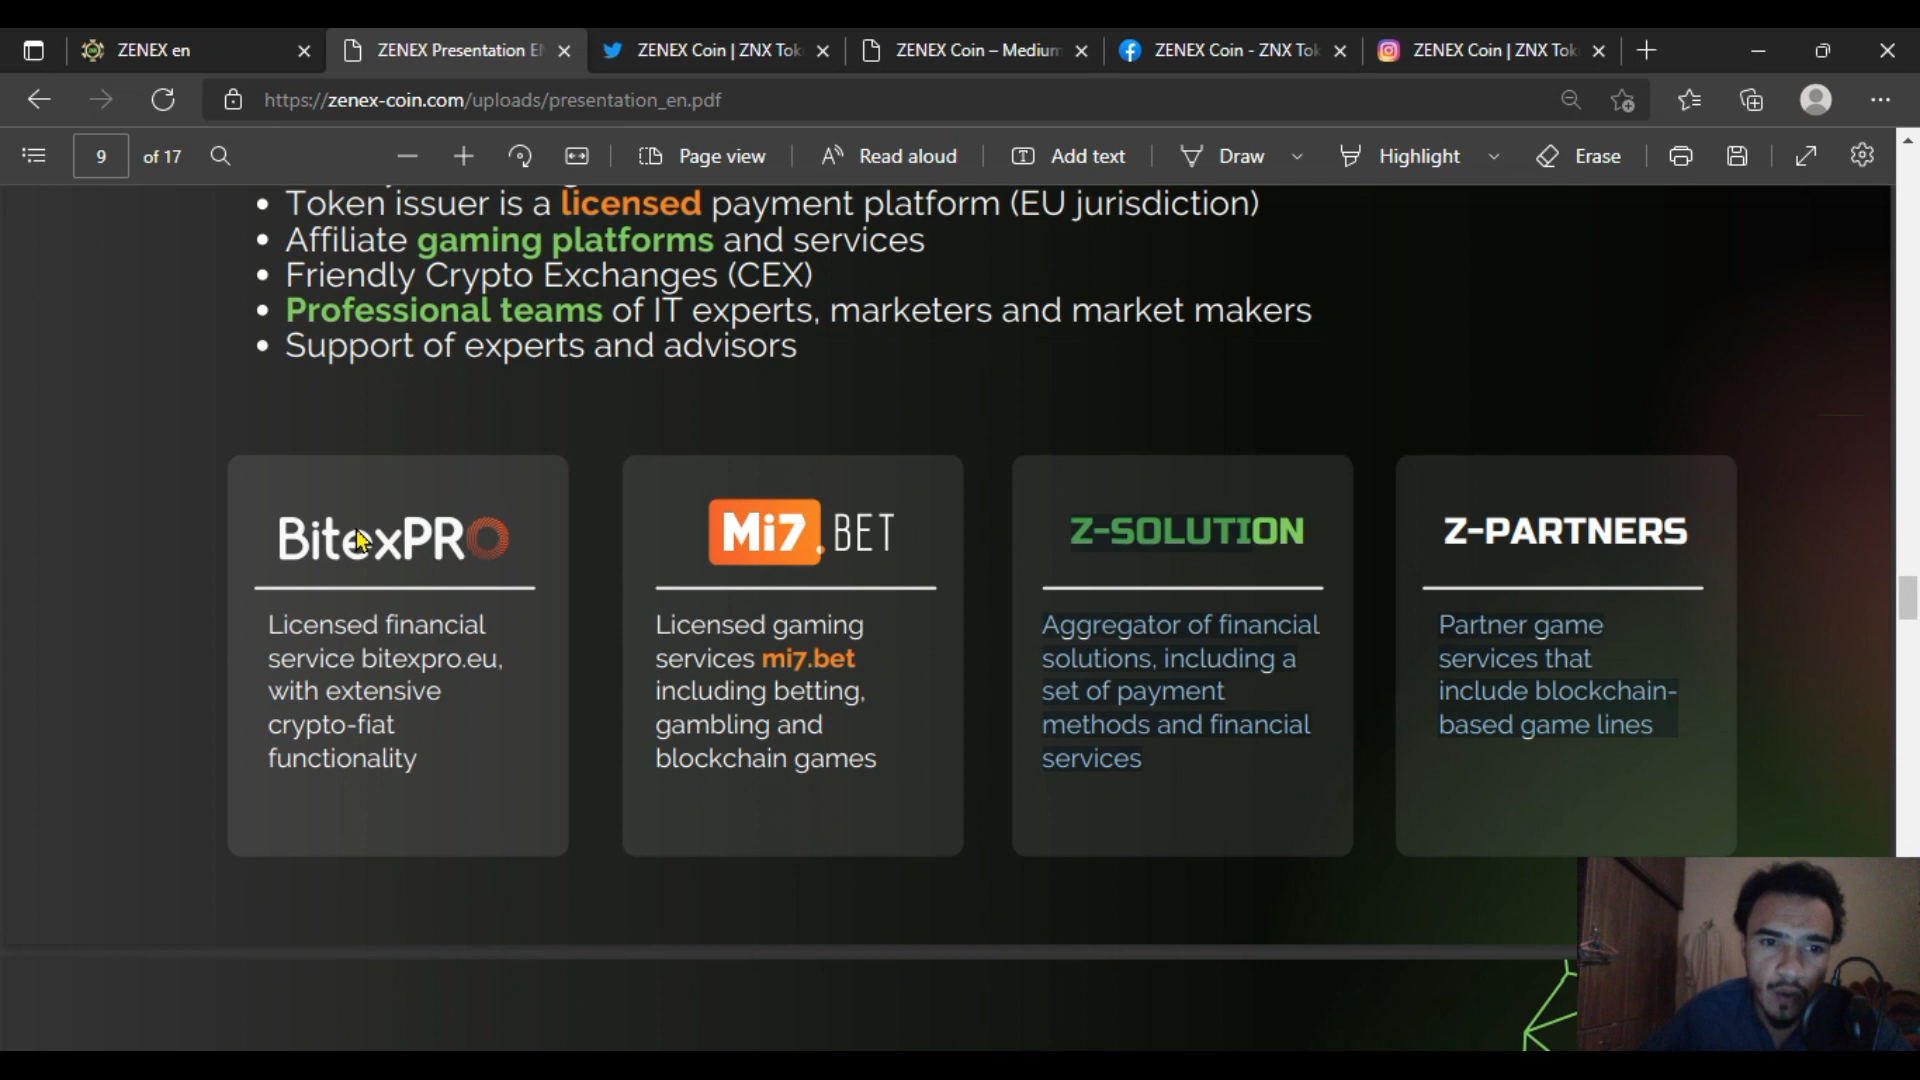 ZENEX en
ZENEX Presentation EN
ZENEX Coin | ZNX Tok
ZENEX Coin – Medium
ZENEX Coin - ZNX Tok
ZENEX Coin | ZNX Tok
https://zenex-coin.com/uploads/presentation_en.pdf
9 of 17
Page view
Read aloud
Add text
Draw
Highlight
Erase
• Token issuer is a licensed payment platform (EU jurisdiction)
• Affiliate gaming platforms and services
• Friendly Crypto Exchanges (CEX)
• Professional teams of IT experts, marketers and market makers
• Support of experts and advisors
BitexPRO
Licensed financial
service bitexpro.eu,
with extensive
crypto-fiat
functionality
Mi7.BET
Licensed gaming
services mi7.bet
including betting,
gambling and
blockchain games
Z-SOLUTION
Aggregator of financial
solutions, including a
set of payment
methods and financial
services
Z-PARTNERS
Partner game
services that
include blockchain-
based game lines